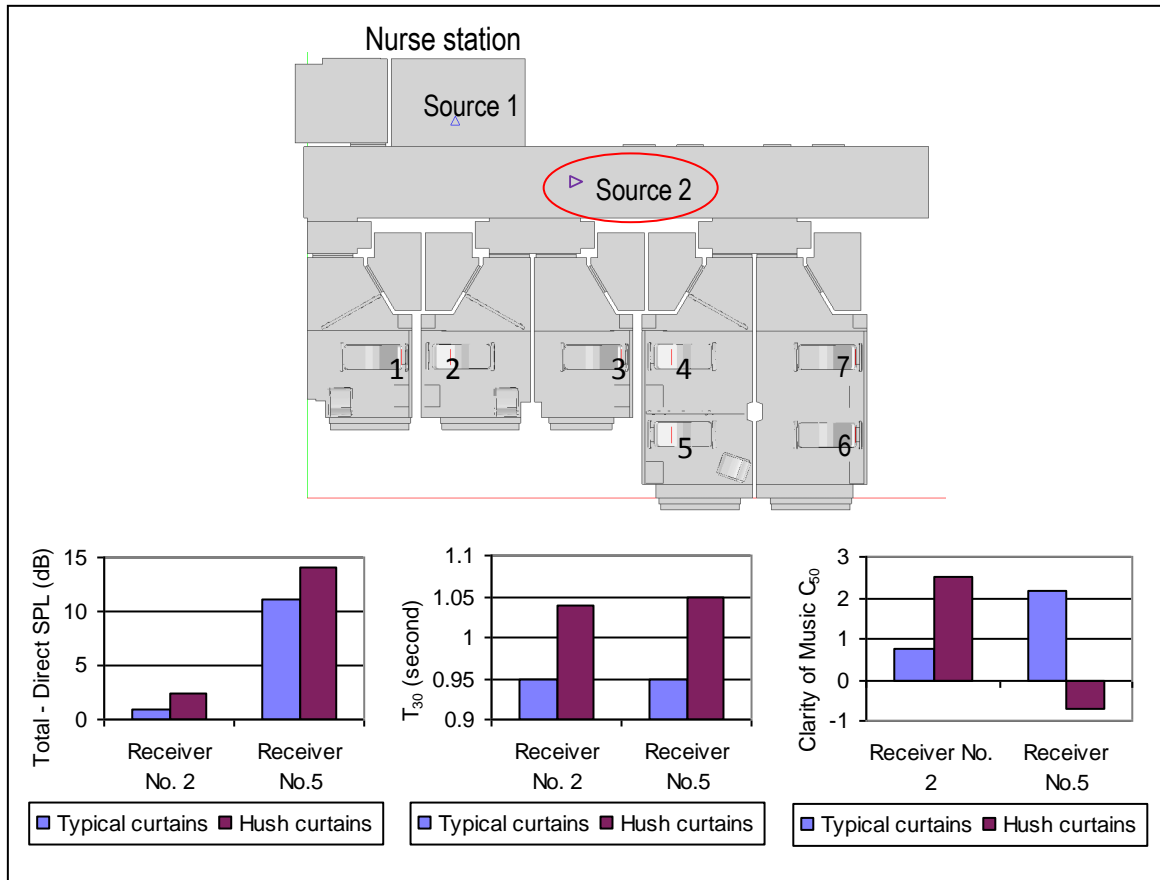 Nurse station
Source 1
Source 2
1 2 3 4 7
5 6
Total - Direct SPL (dB)
15
10
5
0
Receiver No. 2
Receiver No.5
Typical curtains Hush curtains
T30 (second)
1.1
1.05
1
0.95
0.9
Receiver No. 2
Receiver No.5
Typical curtains Hush curtains
Clarity of Music C50
3
2
1
0
-1
Receiver No. 2
Receiver No.5
Typical curtains Hush curtains